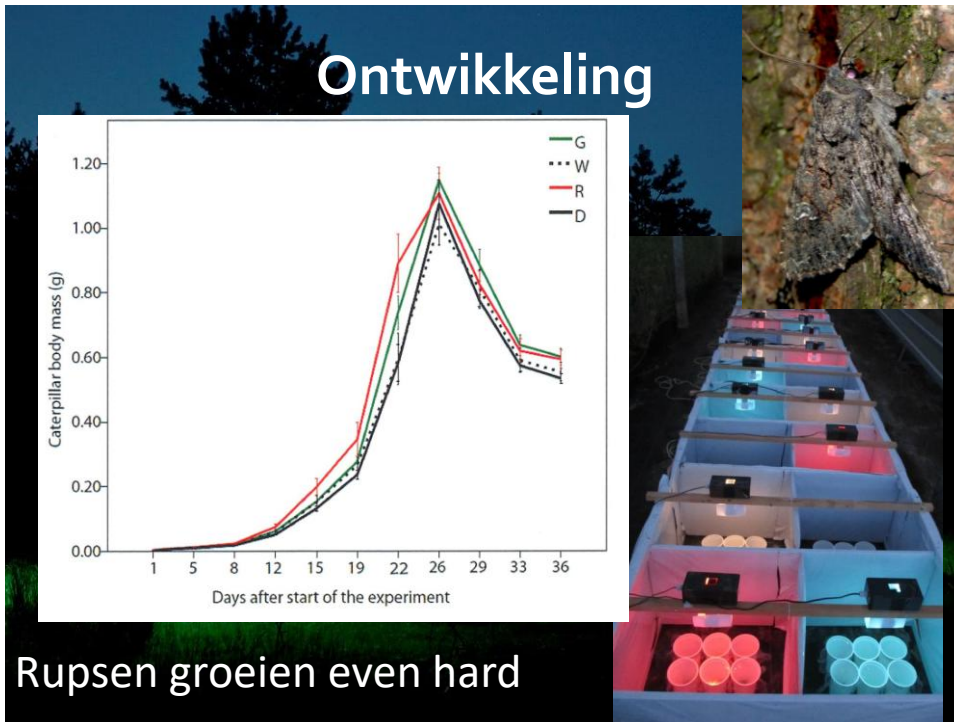 Ontwikkeling
Caterpillar body mass (g)
1.20
1.00
0.80
0.60
0.40
0.20
0.00
G
W
R
D
1 5 8 12 15 19 22 26 29 33 36
Days after start of the experiment
Rupsen groeien even hard